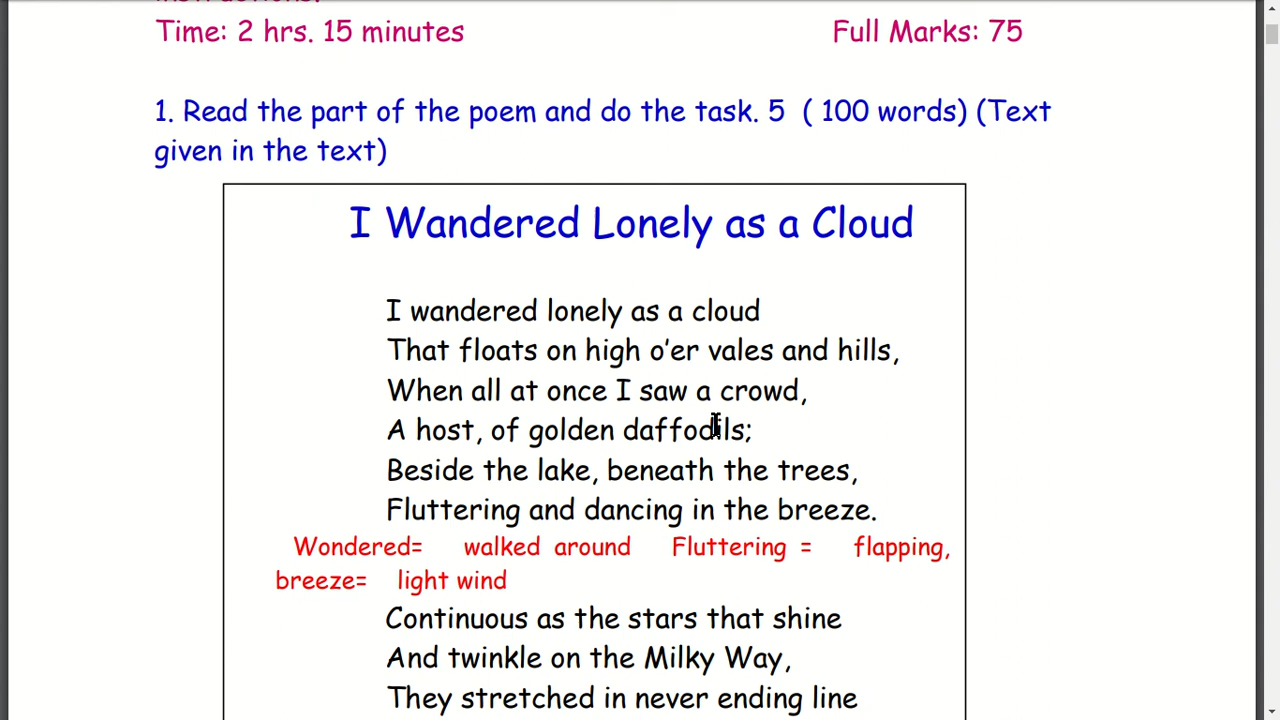 Time: 2 hrs. 15 minutes Full Marks: 75
1. Read the part of the poem and do the task. 5 ( 100 words) (Text
given in the text)
I Wandered Lonely as a Cloud
I wandered lonely as a cloud
That floats on high o'er vales and hills,
When all at once I saw a crowd,
A host, of golden daffodils;
Beside the lake, beneath the trees,
Fluttering and dancing in the breeze.
Wondered= walked around Fluttering = flapping,
breeze= light wind
Continuous as the stars that shine
And twinkle on the Milky Way,
They stretched in never ending line